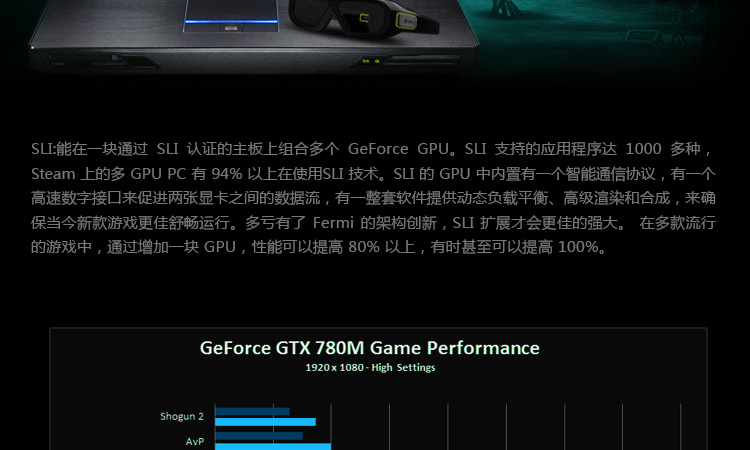 SLI:能在一块通过 SLI 认证的主板上组合多个 GeForce GPU。SLI 支持的应用程序达 1000 多种，
Steam 上的多 GPU PC 有 94% 以上在使用SLI 技术。SLI 的 GPU 中内置有一个智能通信协议，有一个
高速数字接口来促进两张显卡之间的数据流，有一整套软件提供动态负载平衡、高级渲染和合成，来确
保当今新款游戏更佳舒畅运行。多亏有了 Fermi 的架构创新，SLI 扩展才会更佳的强大。 在多款流行
的游戏中，通过增加一块 GPU，性能可以提高 80% 以上，有时甚至可以提高 100%。
GeForce GTX 780M Game Performance
1920 x 1080 - High Settings
Shogun 2
AvP